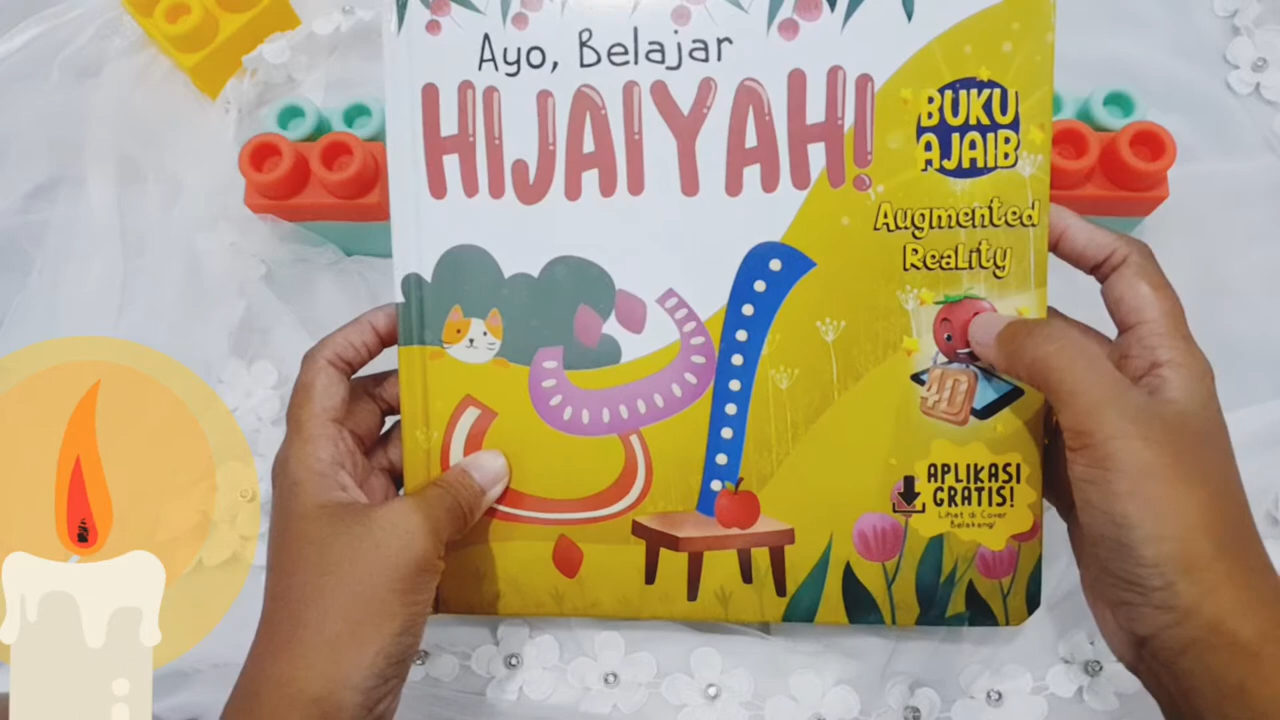 Ayo, Belajar
HIJAIYAH!
BUKU
AJAIB
Augmented
Reality
4D
APLIKASI
GRATIS!
Lihat di Cover
Belakang!